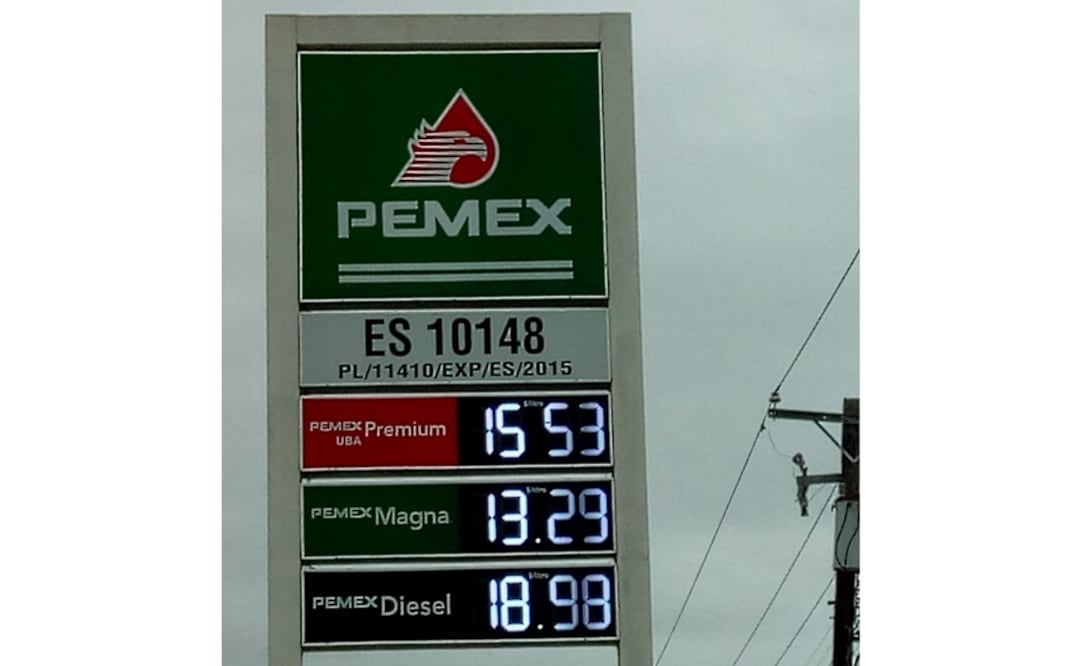 PEMEX
ES 10148
PL/11410/EXP/ES/2015
PEMEX Premium 15 53
UBA
PEMEX Magna 13.29
PEMEX Diesel 18.98